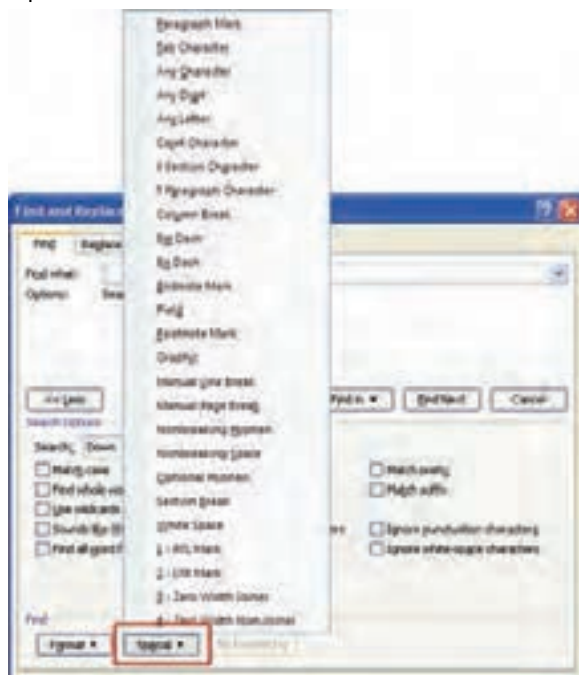 Paragraph Mark
Tab Character
Any Character
Any Digit
Any Letter
Caret Character
§ Section Character
¶ Paragraph Character
Column Break
Em Dash
En Dash
Endnote Mark
Field
Footnote Mark
Graphic
Manual Line Break
Manual Page Break
Nonbreaking Hyphen
Nonbreaking Space
Optional Hyphen
Section Break
White Space
1 - RTL Mark
2 - LTR Mark
3 - Zero Width Joiner
4 - Zero Width Non-Joiner
Find and Replace
Find Replace
Find what:
Options:
<< Less Find in Find Next Cancel
Search Options
Search: Down
Match case Match prefix
Find whole Match suffix
Use wildcards
Sounds like Ignore punctuation characters
Find all Ignore white-space characters
Find
Format Special